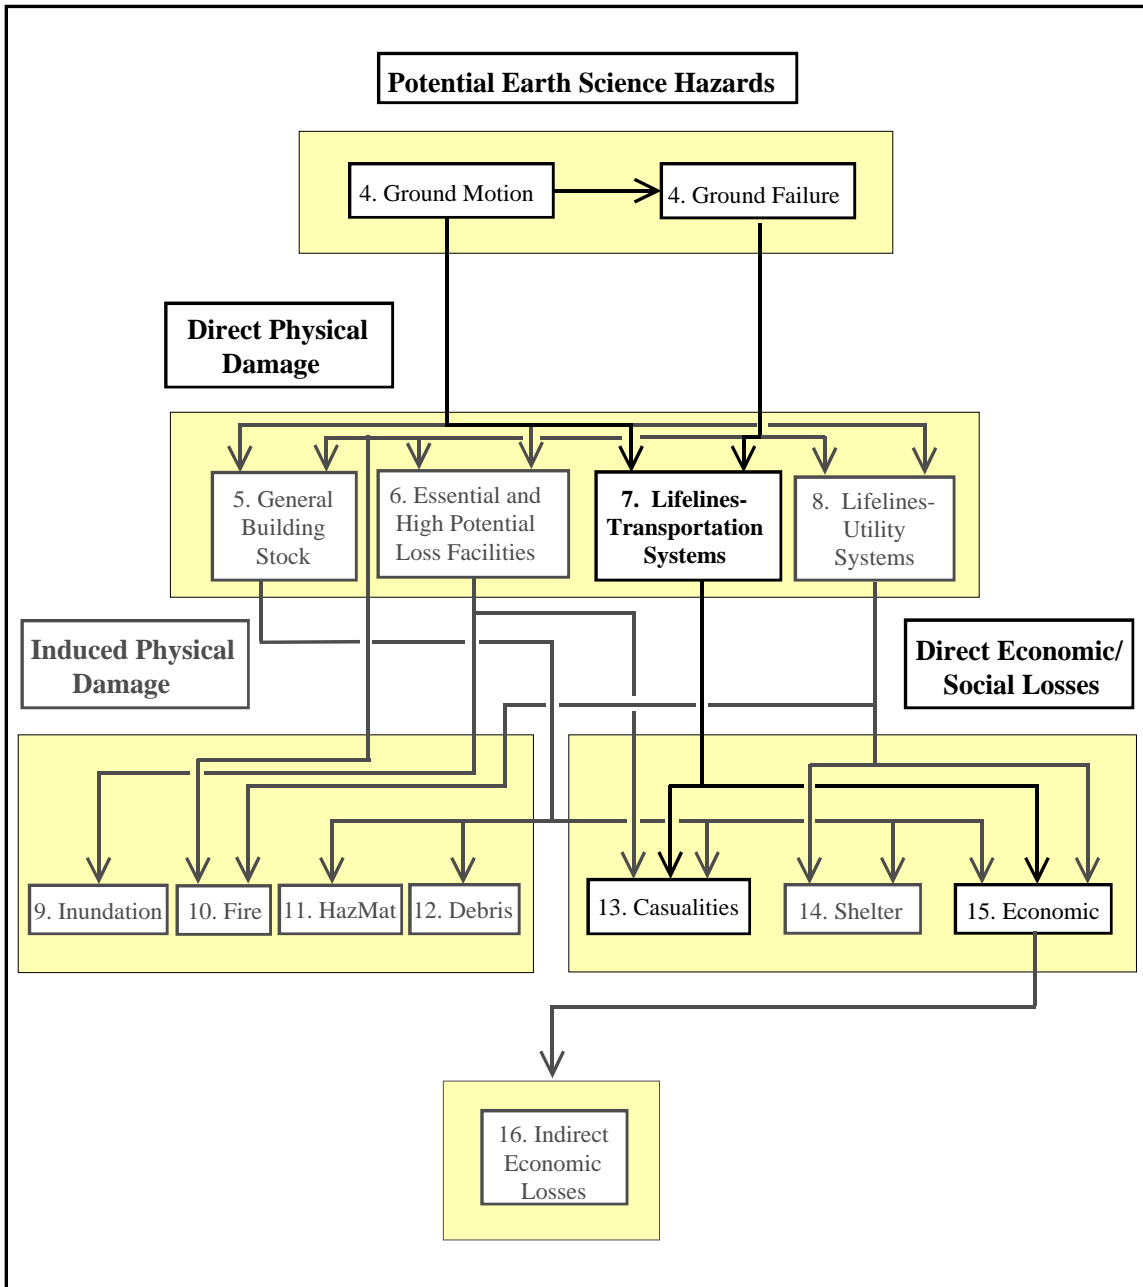 Potential Earth Science Hazards
4. Ground Motion
4. Ground Failure
Direct Physical
Damage
5. General
Building
Stock
6. Essential and
High Potential
Loss Facilities
7. Lifelines-
Transportation
Systems
8. Lifelines-
Utility
Systems
Induced Physical
Damage
Direct Economic/
Social Losses
9. Inundation
10. Fire
11. HazMat
12. Debris
13. Casualities
14. Shelter
15. Economic
16. Indirect
Economic
Losses